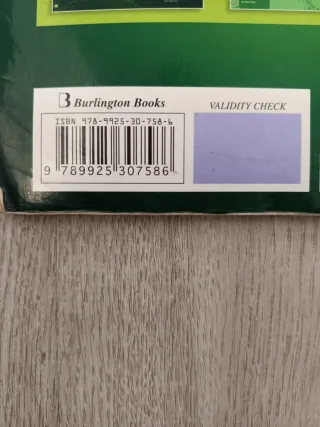 Burlington Books
VALIDITY CHECK
ISBN 978-9925-30-758-6
9 789925 307586